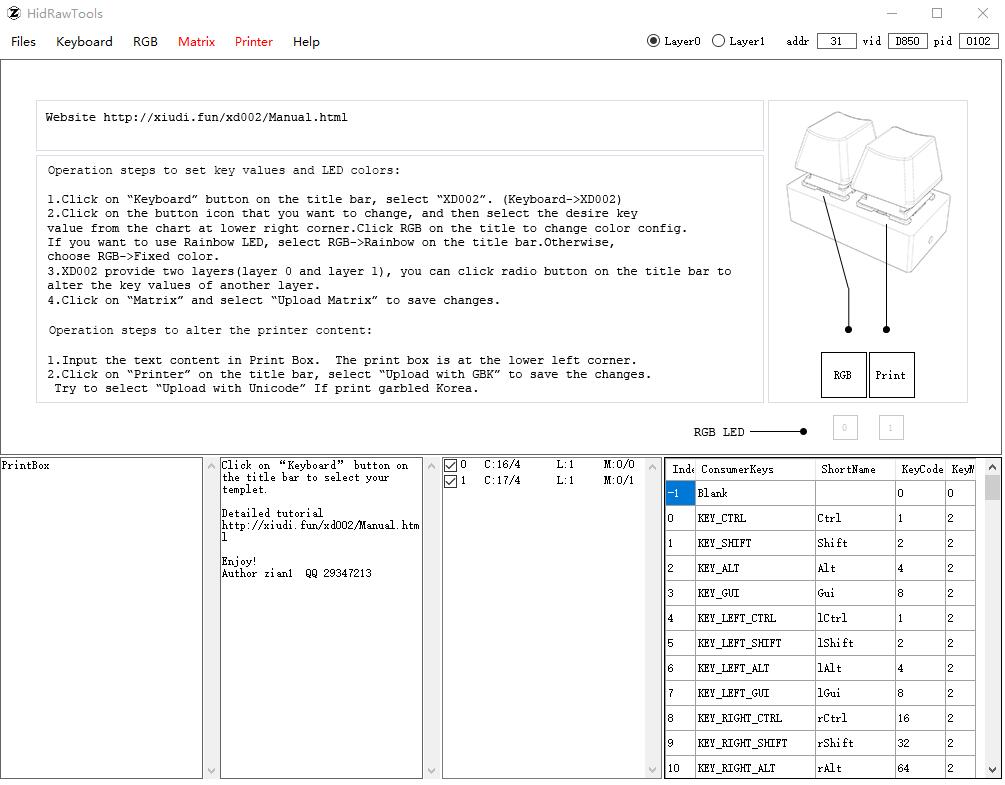 HidRawTools
Files Keyboard RGB Matrix Printer Help
Layer0 Layer1 addr 31 vid D850 pid 0102
Website http://xiudi.fun/xd002/Manual.html
Operation steps to set key values and LED colors:
1.Click on “Keyboard” button on the title bar, select “XD002”. (Keyboard->XD002)
2.Click on the button icon that you want to change, and then select the desire key
value from the chart at lower right corner.Click RGB on the title to change color config.
If you want to use Rainbow LED, select RGB->Rainbow on the title bar.Otherwise,
choose RGB->Fixed color.
3.XD002 provide two layers(layer 0 and layer 1), you can click radio button on the title bar to
alter the key values of another layer.
4.Click on “Matrix” and select “Upload Matrix” to save changes.
Operation steps to alter the printer content:
1.Input the text content in Print Box. The print box is at the lower left corner.
2.Click on “Printer” on the title bar, select “Upload with GBK” to save the changes.
Try to select “Upload with Unicode” If print garbled Korea.
RGB Print
RGB LED 0 1
PrintBox
Click on “Keyboard” button on
the title bar to select your
templet.
Detailed tutorial
http://xiudi.fun/xd002/Manual.htm
l
Enjoy!
Author zian1 QQ 29347213
0 C:16/4 L:1 M:0/0
1 C:17/4 L:1 M:0/1
Inde ConsumerKeys ShortName KeyCode KeyM
-1 Blank 0 0
0 KEY_CTRL Ctrl 1 2
1 KEY_SHIFT Shift 2 2
2 KEY_ALT Alt 4 2
3 KEY_GUI Gui 8 2
4 KEY_LEFT_CTRL lCtrl 1 2
5 KEY_LEFT_SHIFT lShift 2 2
6 KEY_LEFT_ALT lAlt 4 2
7 KEY_LEFT_GUI lGui 8 2
8 KEY_RIGHT_CTRL rCtrl 16 2
9 KEY_RIGHT_SHIFT rShift 32 2
10 KEY_RIGHT_ALT rAlt 64 2